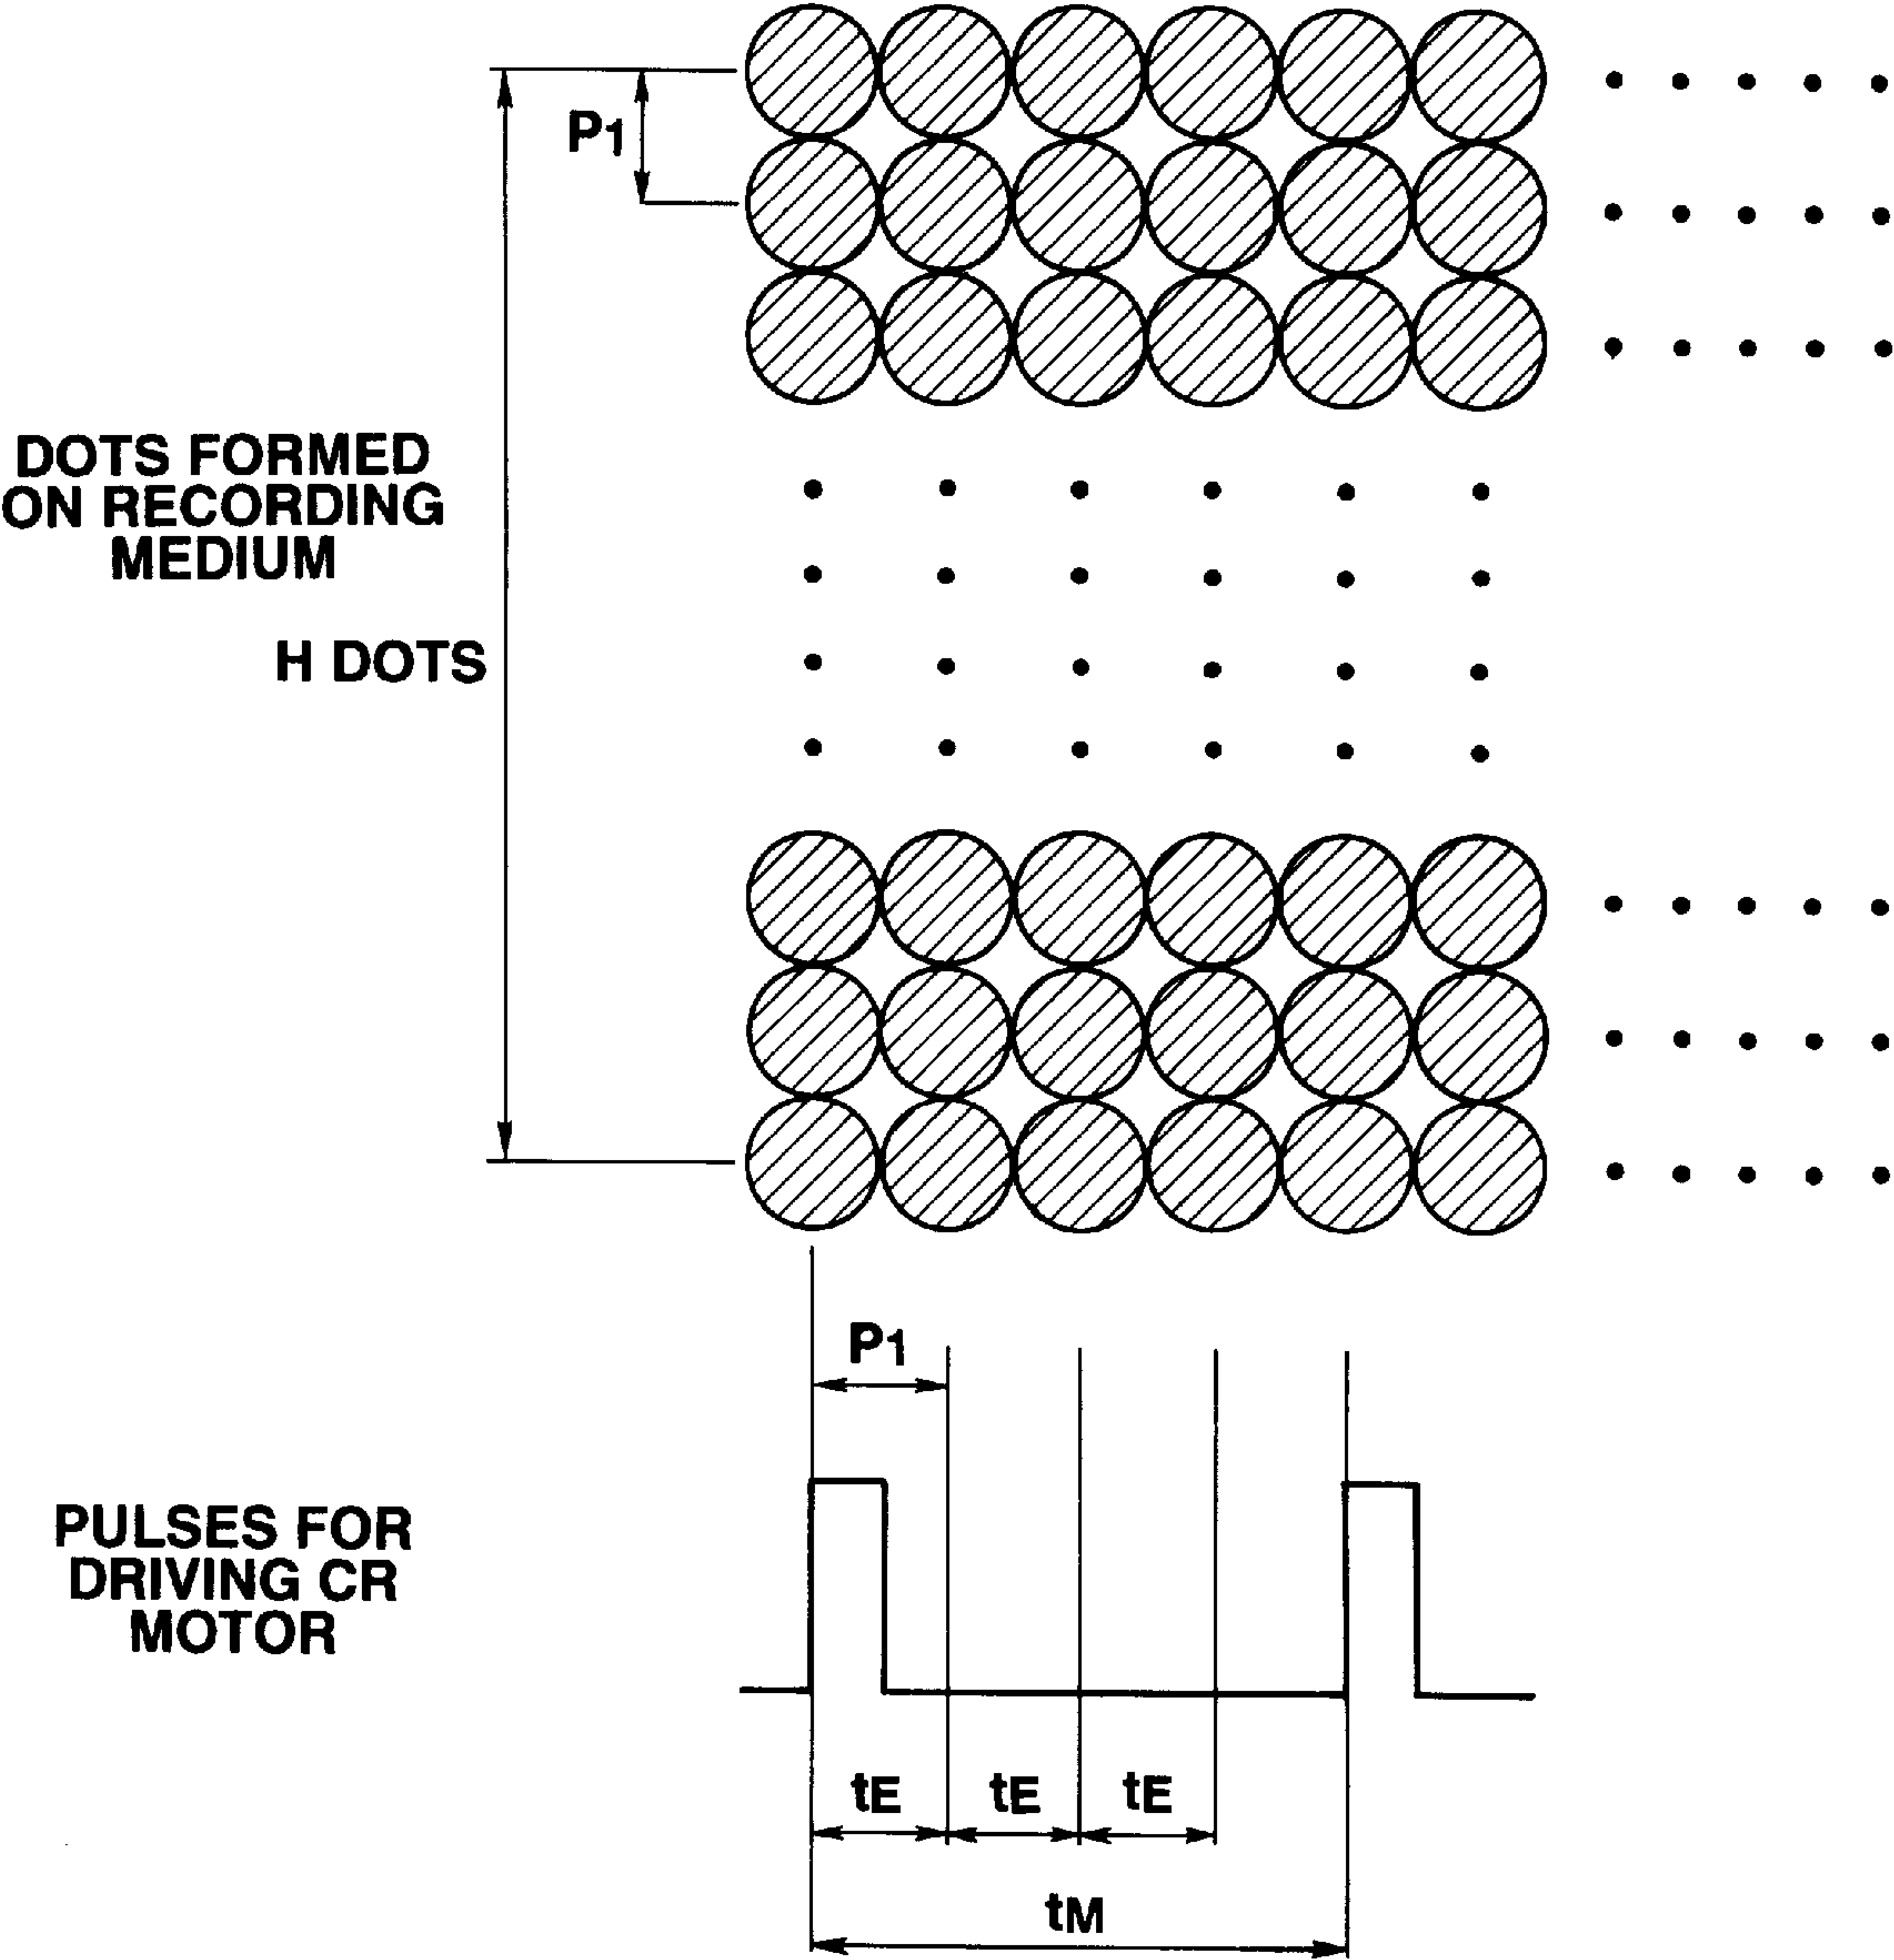 P1
DOTS FORMED
ON RECORDING
MEDIUM
H DOTS
P1
PULSES FOR
DRIVING CR
MOTOR
tE tE tE
tM